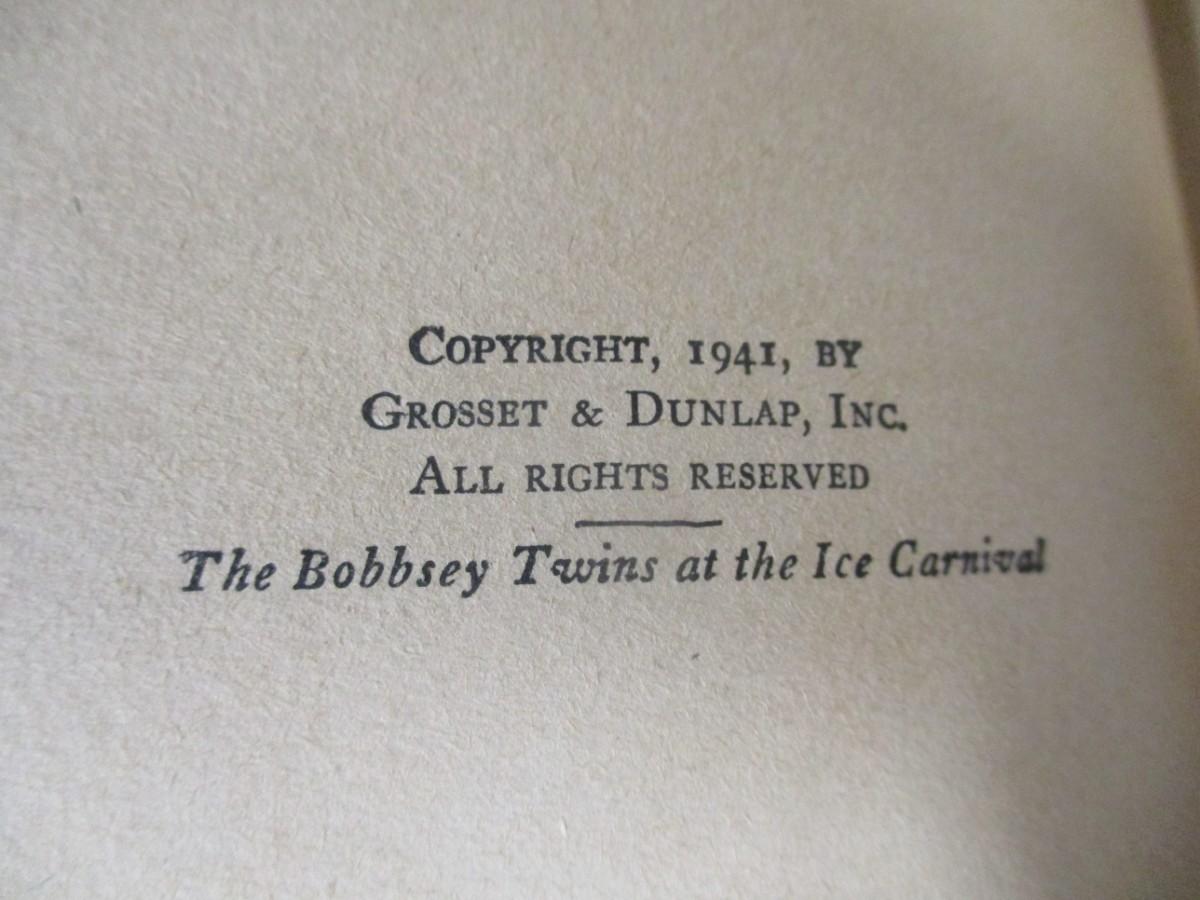 COPYRIGHT, 1941, BY
GROSSET & DUNLAP, INC.
ALL RIGHTS RESERVED
The Bobbsey Twins at the Ice Carnival